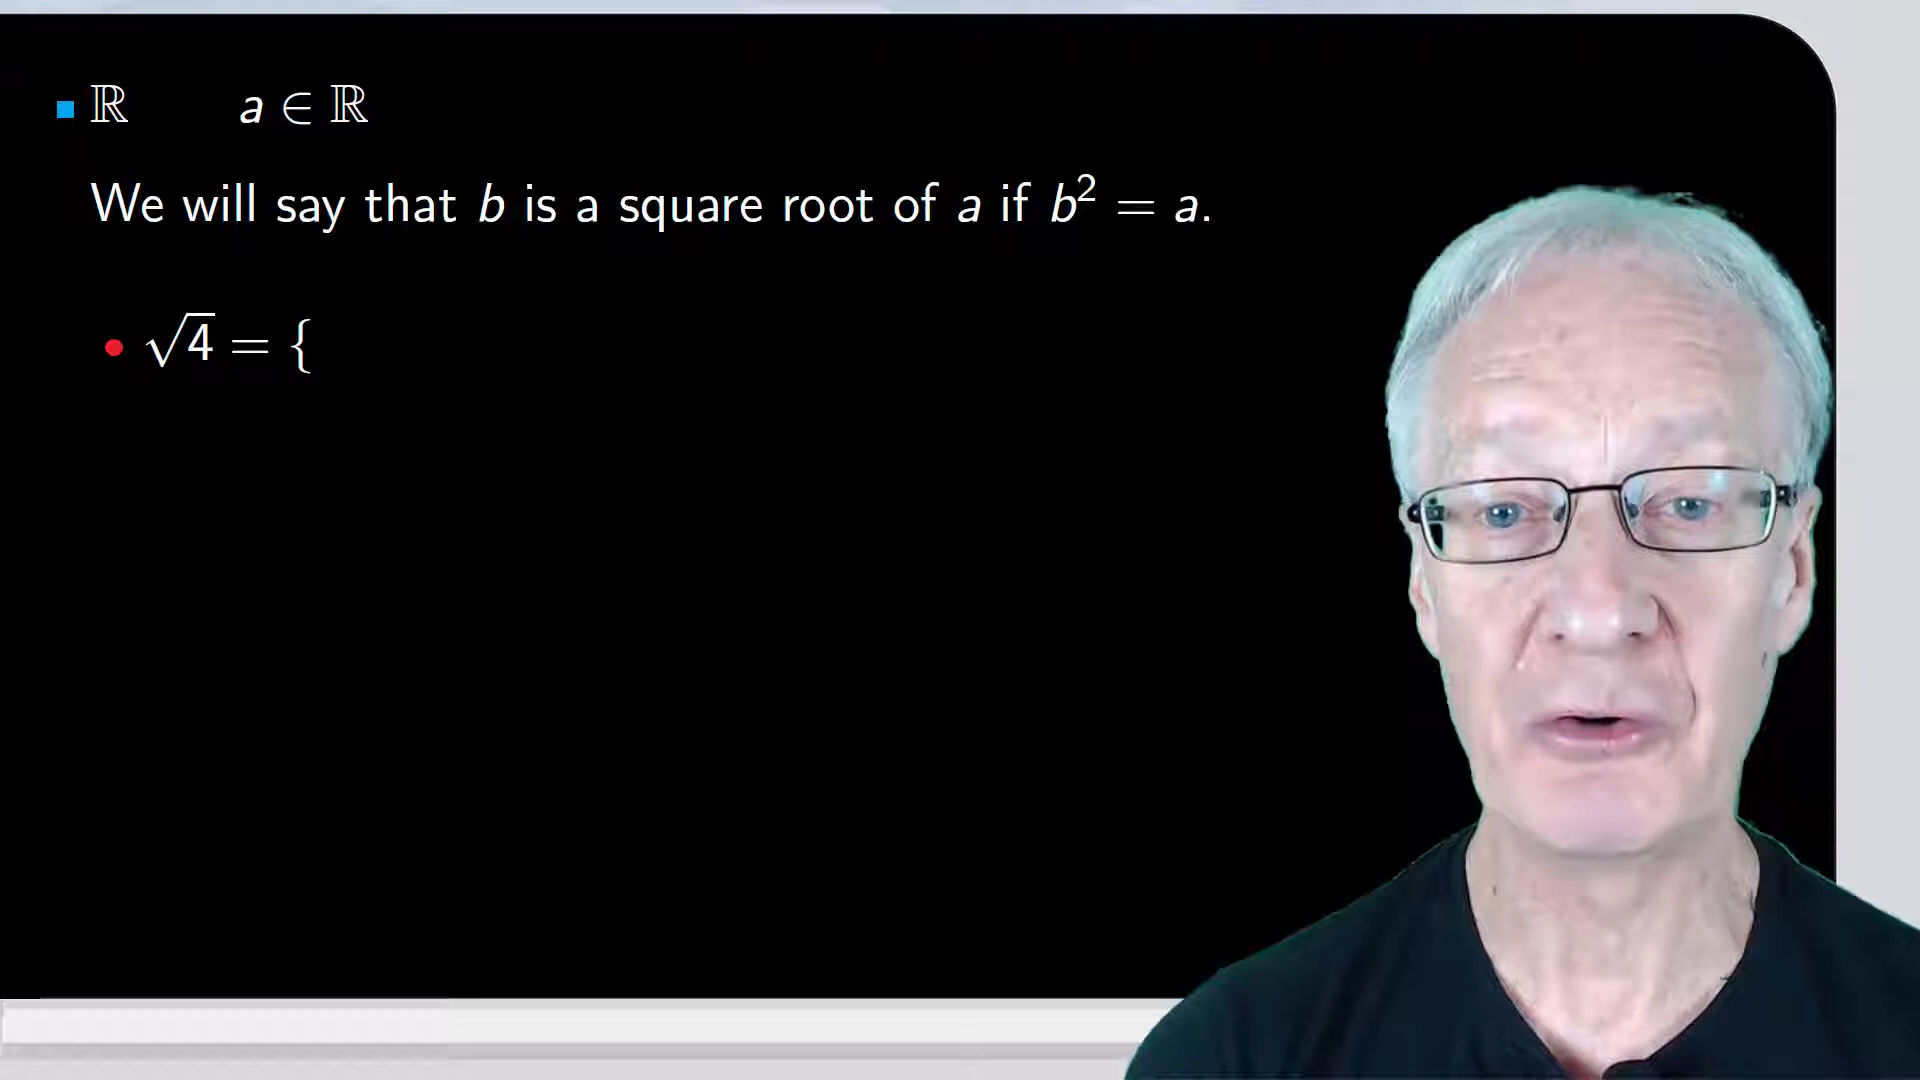 ℝ a ∈ ℝ
We will say that b is a square root of a if b² = a.
√4 = {